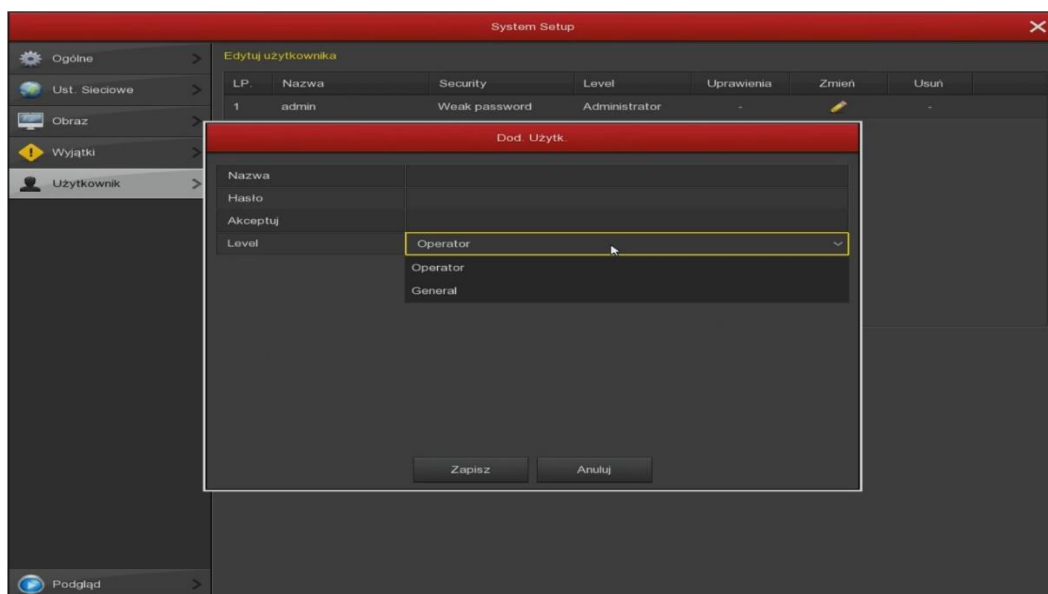 System Setup
Ogólne
Ust. Sieciowe
Obraz
Wyjątki
Użytkownik
Podgląd
Edytuj użytkownika
LP. Nazwa Security Level Uprawienia Zmień Usuń
1 admin Weak password Administrator - -
Dod. Użytk.
Nazwa
Hasło
Akceptuj
Level Operator
Operator
General
Zapisz Anuluj